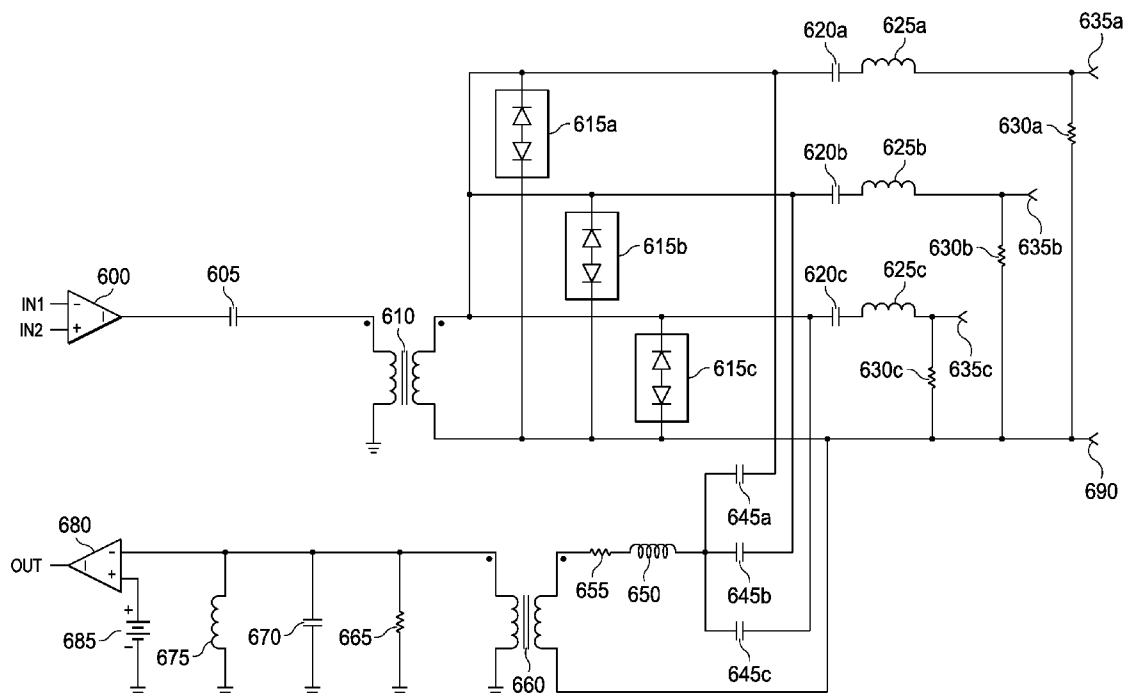 620a
625a
635a
615a
630a
620b
625b
615b
630b
635b
600
605
620c
625c
IN1
-
IN2
+
610
615c
630c
635c
690
645a
680
OUT
-
+
+
-
685
675
670
665
660
655
650
645b
645c